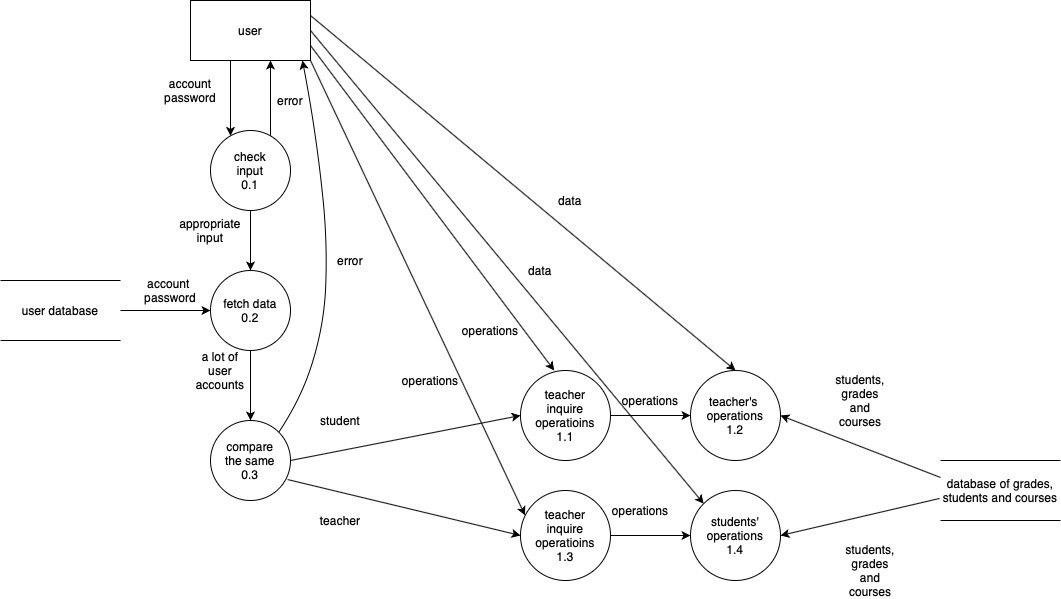 user
account
password
error
check
input
0.1
data
appropriate
input
error
data
account
password
user database
fetch data
0.2
operations
a lot of
user
accounts
operations
students,
grades
and
courses
teacher
inquire
operatioins
1.1
operations
teacher's
operations
1.2
student
compare
the same
0.3
database of grades,
students and courses
teacher
teacher
inquire
operatioins
1.3
operations
students'
operations
1.4
students,
grades
and
courses